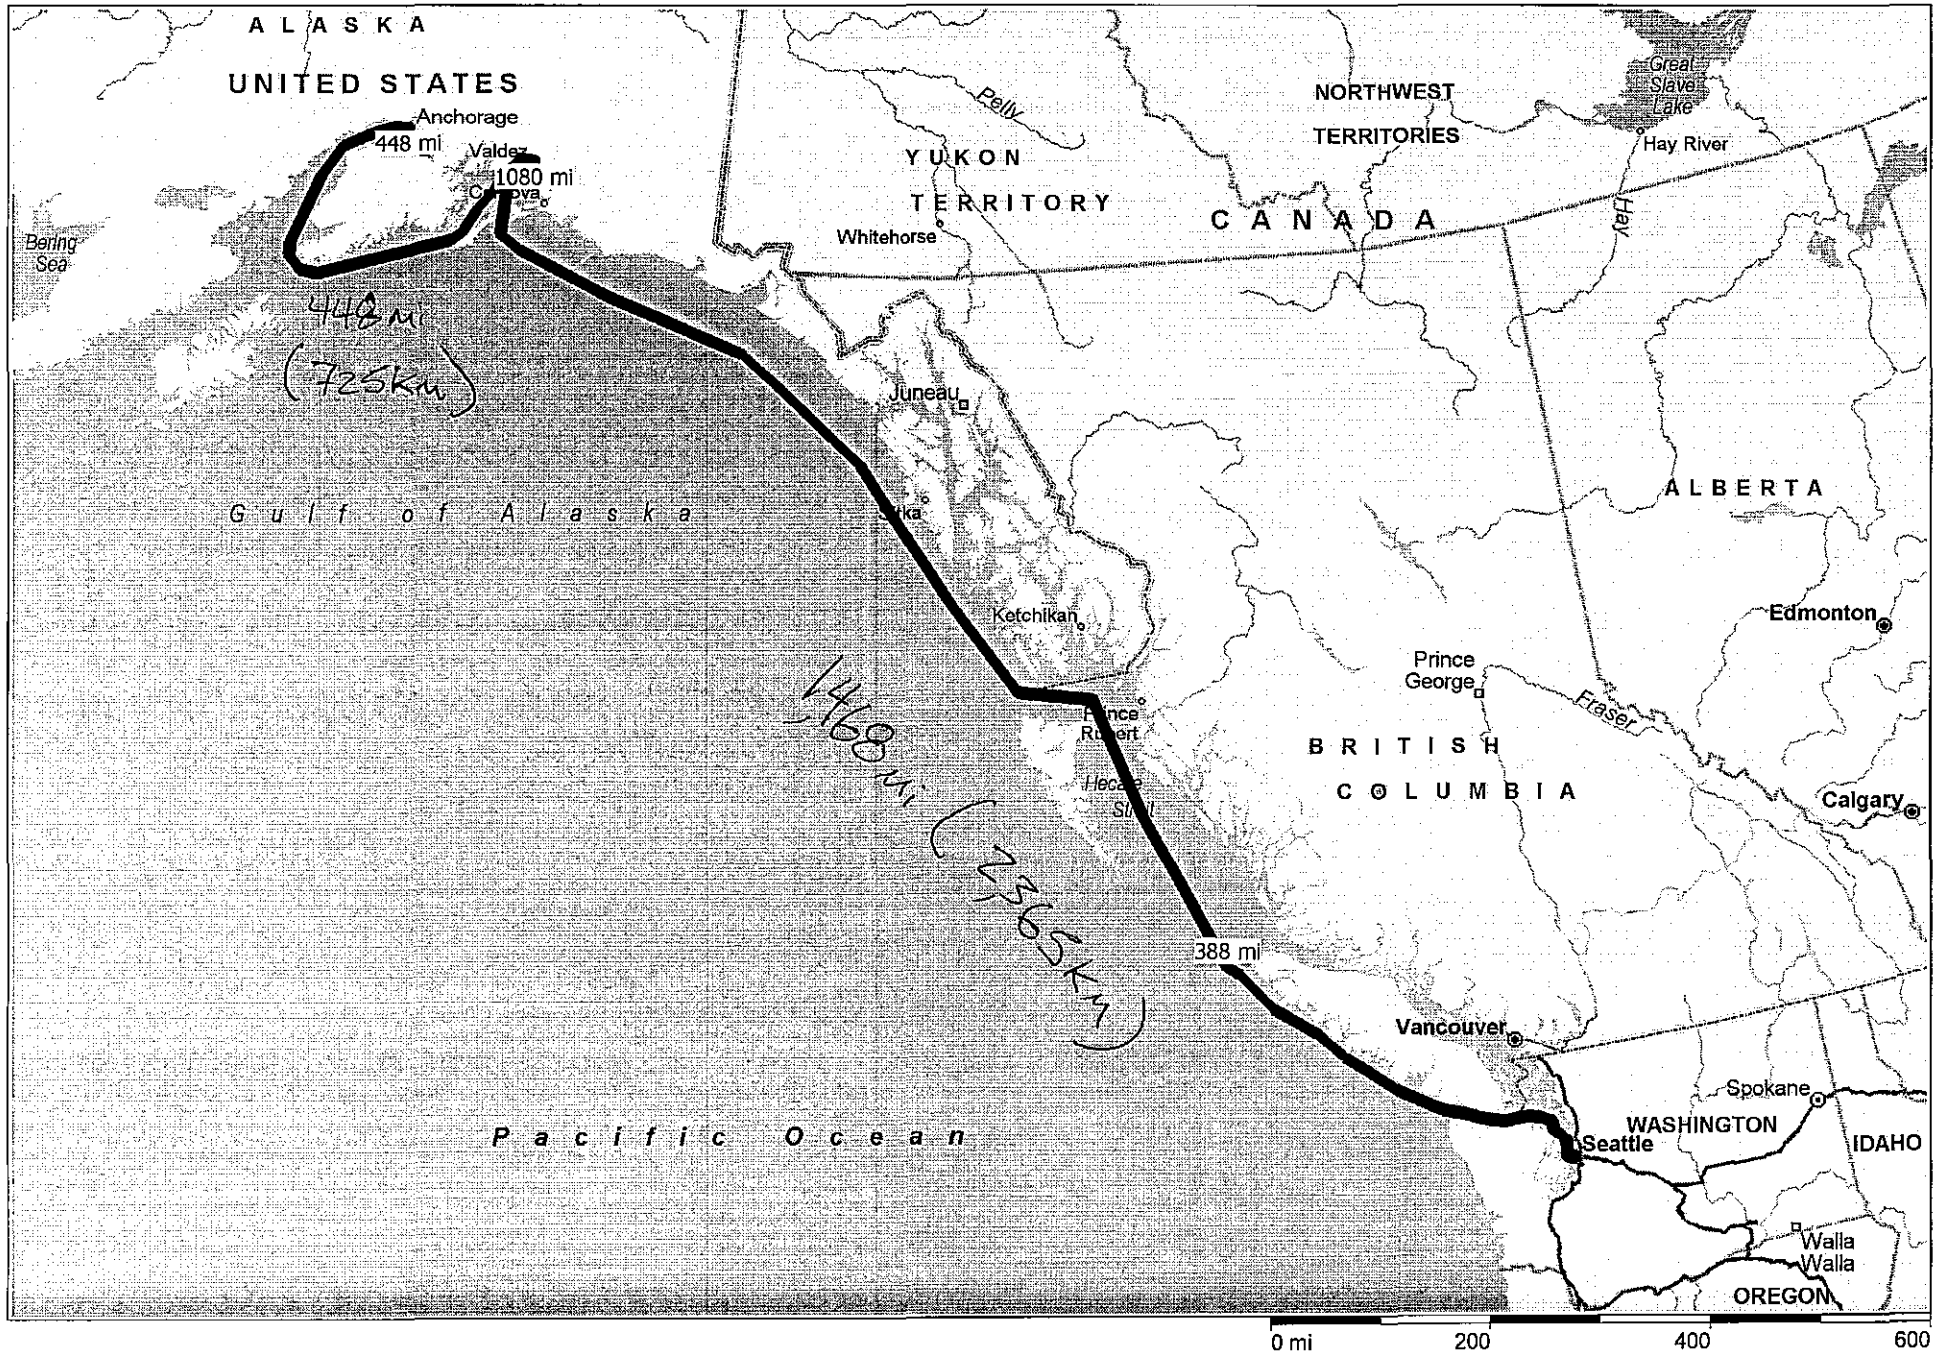 ALASKA
UNITED STATES
Anchorage
448 mi
Valdez
1080 mi
Bering
Sea
448 mi
(725 Km)
Gulf of Alaska
1468 mi (2365 KM)
Pacific Ocean
YUKON
TERRITORY
Pelly
Whitehorse
NORTHWEST
TERRITORIES
Great
Slave
Lake
Hay River
Hay
CANADA
Juneau
Sitka
Ketchikan
Prince
Rupert
Hecate
Strait
388 mi
ALBERTA
Edmonton
Prince
George
Fraser
BRITISH
COLUMBIA
Calgary
Vancouver
Spokane
WASHINGTON
Seattle
IDAHO
Walla
Walla
OREGON
0 mi 200 400 600